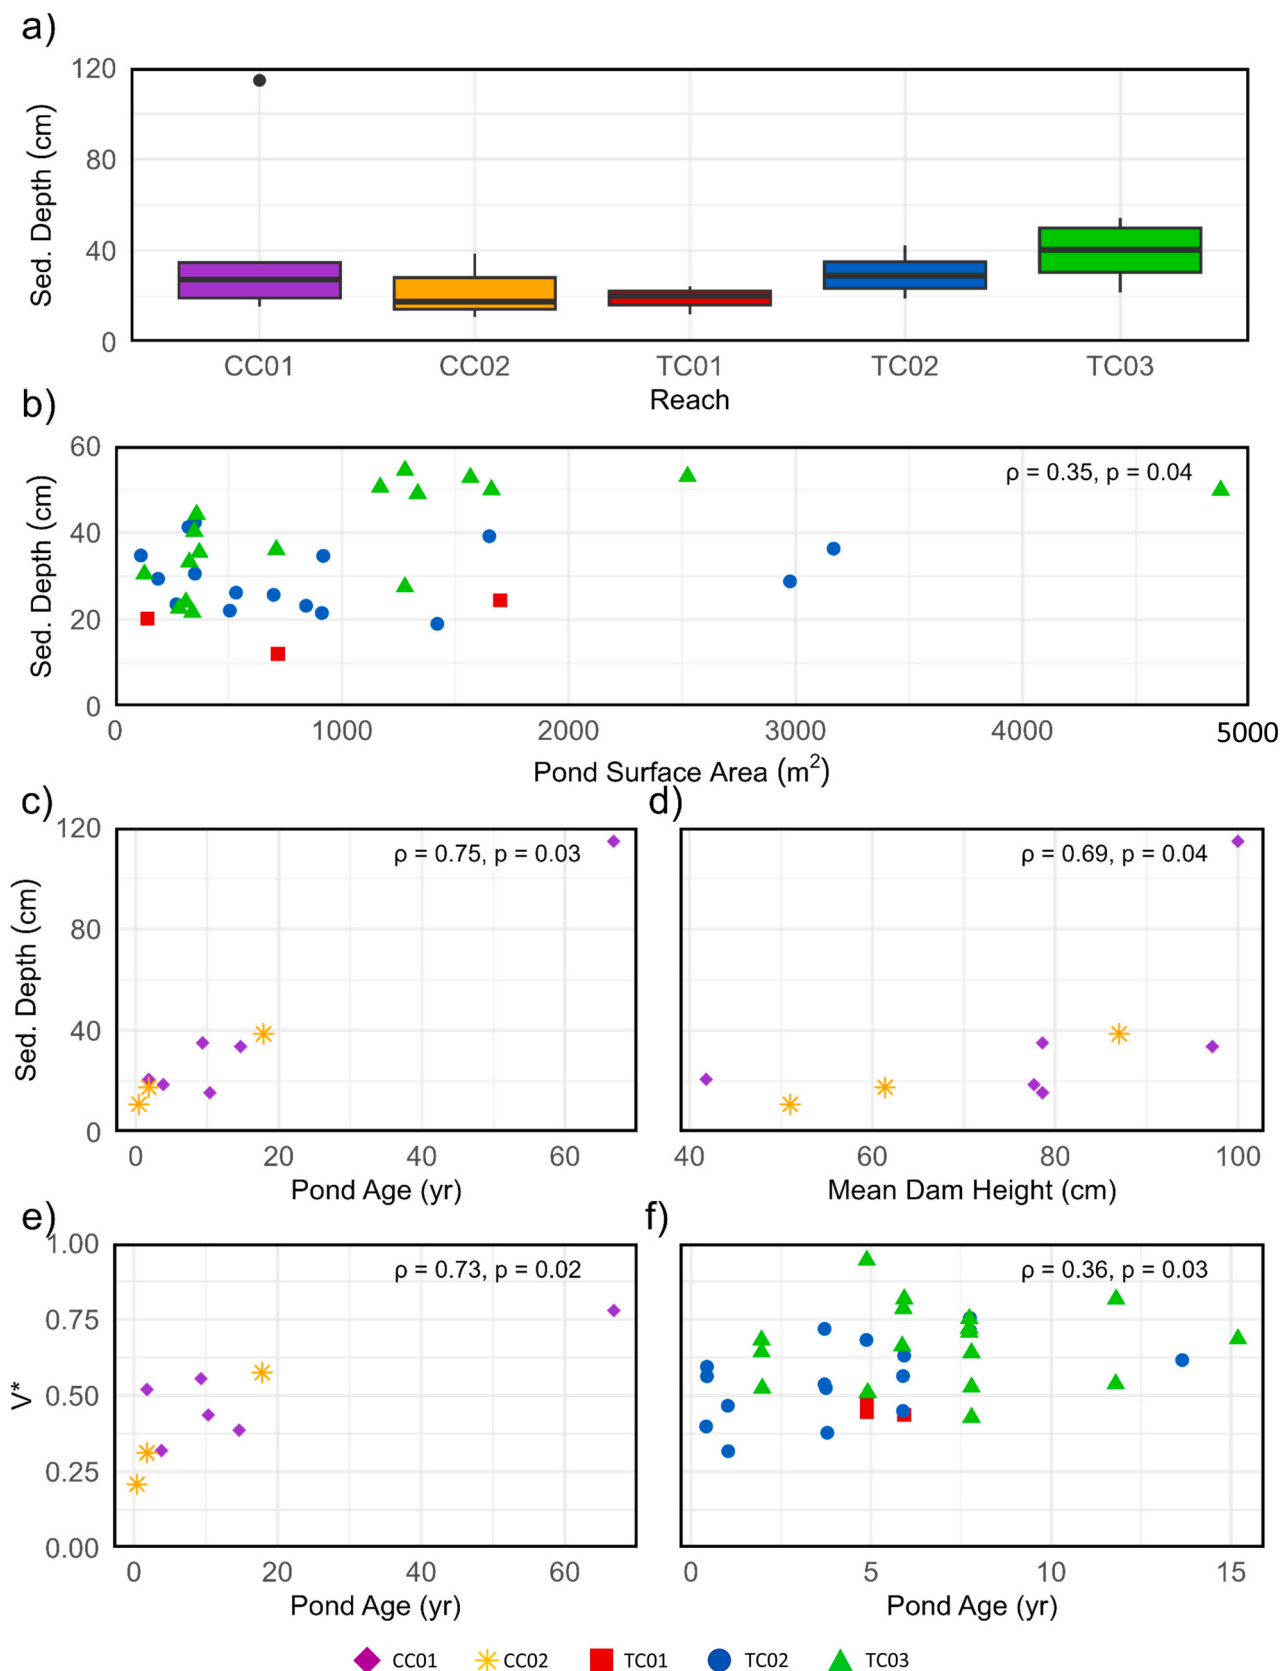 a)
120
80
40
0
Sed. Depth (cm)
CC01 CC02 TC01 TC02 TC03
Reach
b)
60
40
20
0
Sed. Depth (cm)
ρ = 0.35, p = 0.04
0 1000 2000 3000 4000 5000
Pond Surface Area (m²)
c)
120
80
40
0
Sed. Depth (cm)
ρ = 0.75, p = 0.03
0 20 40 60
Pond Age (yr)
d)
ρ = 0.69, p = 0.04
40 60 80 100
Mean Dam Height (cm)
e)
1.00
0.75
0.50
0.25
0.00
V*
ρ = 0.73, p = 0.02
0 20 40 60
Pond Age (yr)
f)
ρ = 0.36, p = 0.03
0 5 10 15
Pond Age (yr)
CC01 CC02 TC01 TC02 TC03